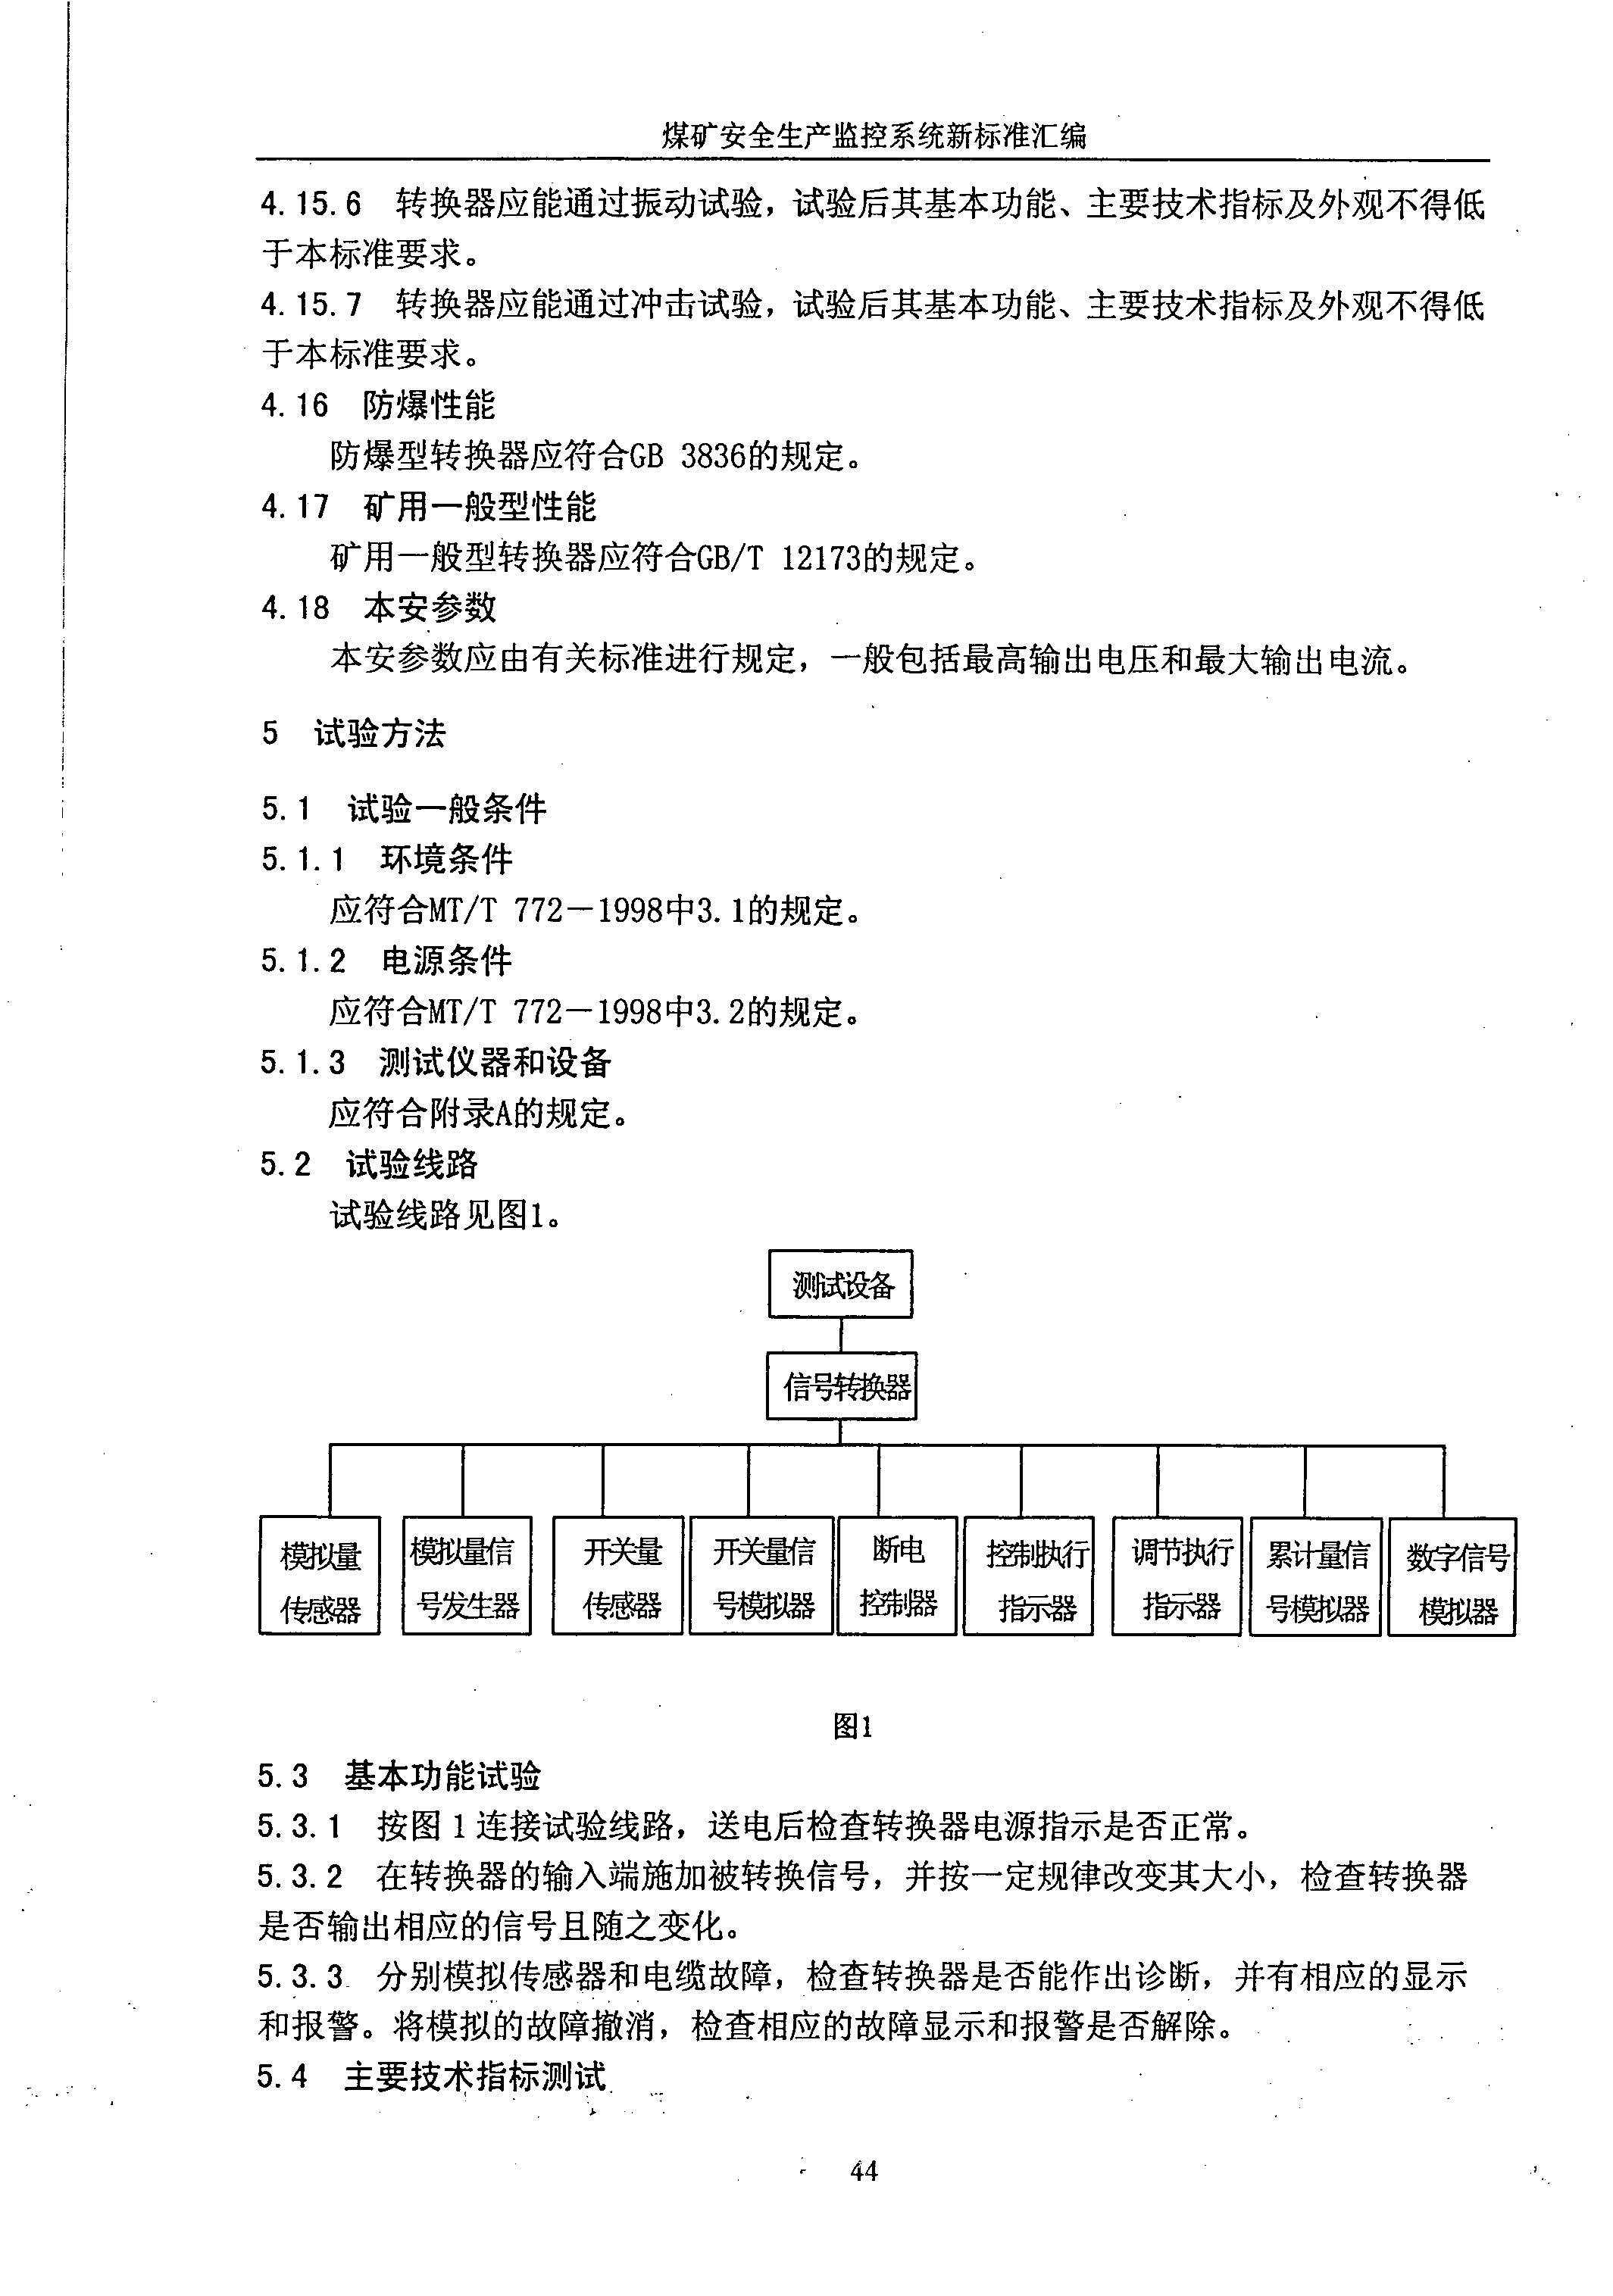 煤矿安全生产监控系统新标准汇编
4.15.6 转换器应能通过振动试验，试验后其基本功能、主要技术指标及外观不得低
于本标准要求。
4.15.7 转换器应能通过冲击试验，试验后其基本功能、主要技术指标及外观不得低
于本标准要求。
4.16 防爆性能
防爆型转换器应符合GB 3836的规定。
4.17 矿用一般型性能
矿用一般型转换器应符合GB/T 12173的规定。
4.18 本安参数
本安参数应由有关标准进行规定，一般包括最高输出电压和最大输出电流。
5 试验方法
5.1 试验一般条件
5.1.1 环境条件
应符合MT/T 772－1998中3.1的规定。
5.1.2 电源条件
应符合MT/T 772－1998中3.2的规定。
5.1.3 测试仪器和设备
应符合附录A的规定。
5.2 试验线路
试验线路见图1。
测试设备
信号转换器
模拟量
传感器
模拟量信
号发生器
开关量
传感器
开关量信
号模拟器
断电
控制器
控制执行
指示器
调节执行
指示器
累计量信
号模拟器
数字信号
模拟器
图1
5.3 基本功能试验
5.3.1 按图1连接试验线路，送电后检查转换器电源指示是否正常。
5.3.2 在转换器的输入端施加被转换信号，并按一定规律改变其大小，检查转换器
是否输出相应的信号且随之变化。
5.3.3 分别模拟传感器和电缆故障，检查转换器是否能作出诊断，并有相应的显示
和报警。将模拟的故障撤消，检查相应的故障显示和报警是否解除。
5.4 主要技术指标测试
44